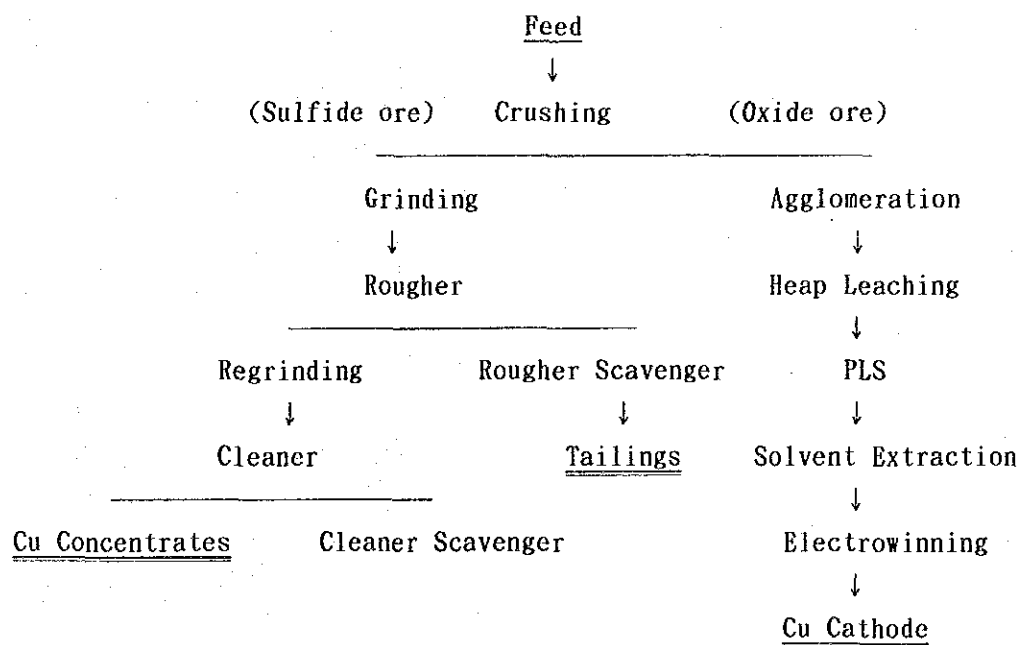 Feed
↓
(Sulfide ore) Crushing (Oxide ore)
Grinding Agglomeration
↓ ↓
Rougher Heap Leaching
↓
Regrinding Rougher Scavenger PLS
↓ ↓ ↓
Cleaner Tailings Solvent Extraction
↓
Cu Concentrates Cleaner Scavenger Electrowinning
↓
Cu Cathode